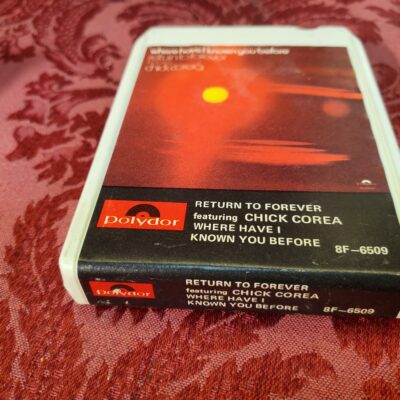 where have i known you before
return to forever
chick corea
polydor
RETURN TO FOREVER
featuring CHICK COREA
WHERE HAVE I
KNOWN YOU BEFORE
8F-6509
polydor
RETURN TO FOREVER
featuring CHICK COREA
WHERE HAVE I
KNOWN YOU BEFORE
8F-6509